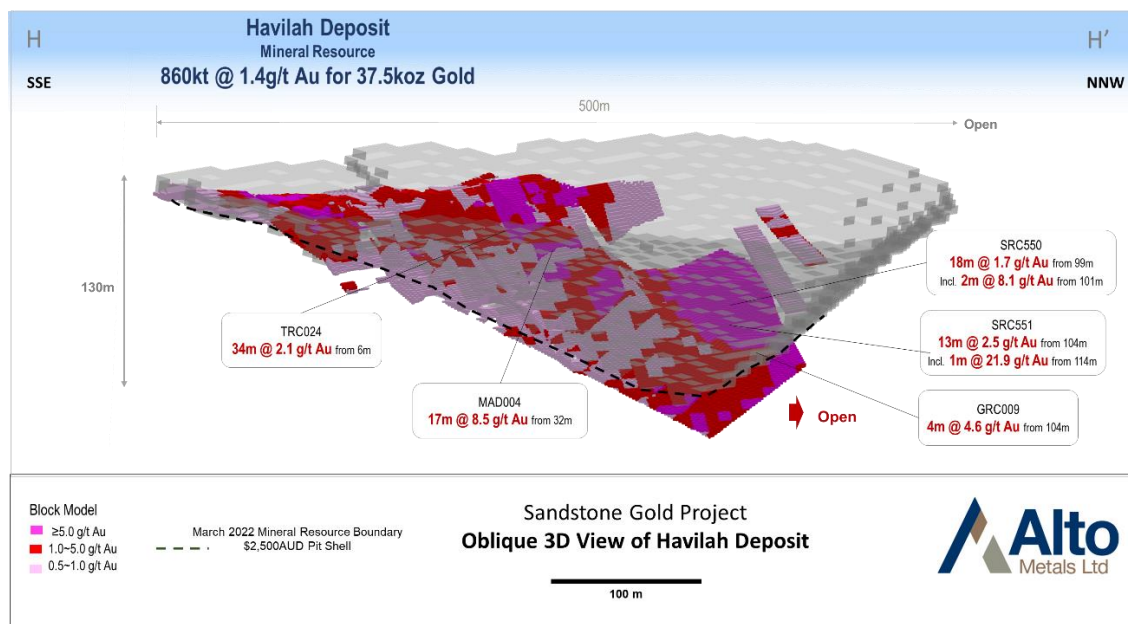 H
Havilah Deposit
H'
Mineral Resource
SSE
860kt @ 1.4g/t Au for 37.5koz Gold
NNW
500m
Open
130m
SRC550
18m @ 1.7 g/t Au from 99m
Incl. 2m @ 8.1 g/t Au from 101m
TRC024
34m @ 2.1 g/t Au from 6m
SRC551
13m @ 2.5 g/t Au from 104m
Incl. 1m @ 21.9 g/t Au from 114m
MAD004
17m @ 8.5 g/t Au from 32m
Open
GRC009
4m @ 4.6 g/t Au from 104m
Block Model
≥5.0 g/t Au
1.0~5.0 g/t Au
0.5~1.0 g/t Au
March 2022 Mineral Resource Boundary
$2,500AUD Pit Shell
Sandstone Gold Project
Oblique 3D View of Havilah Deposit
100 m
Alto
Metals Ltd